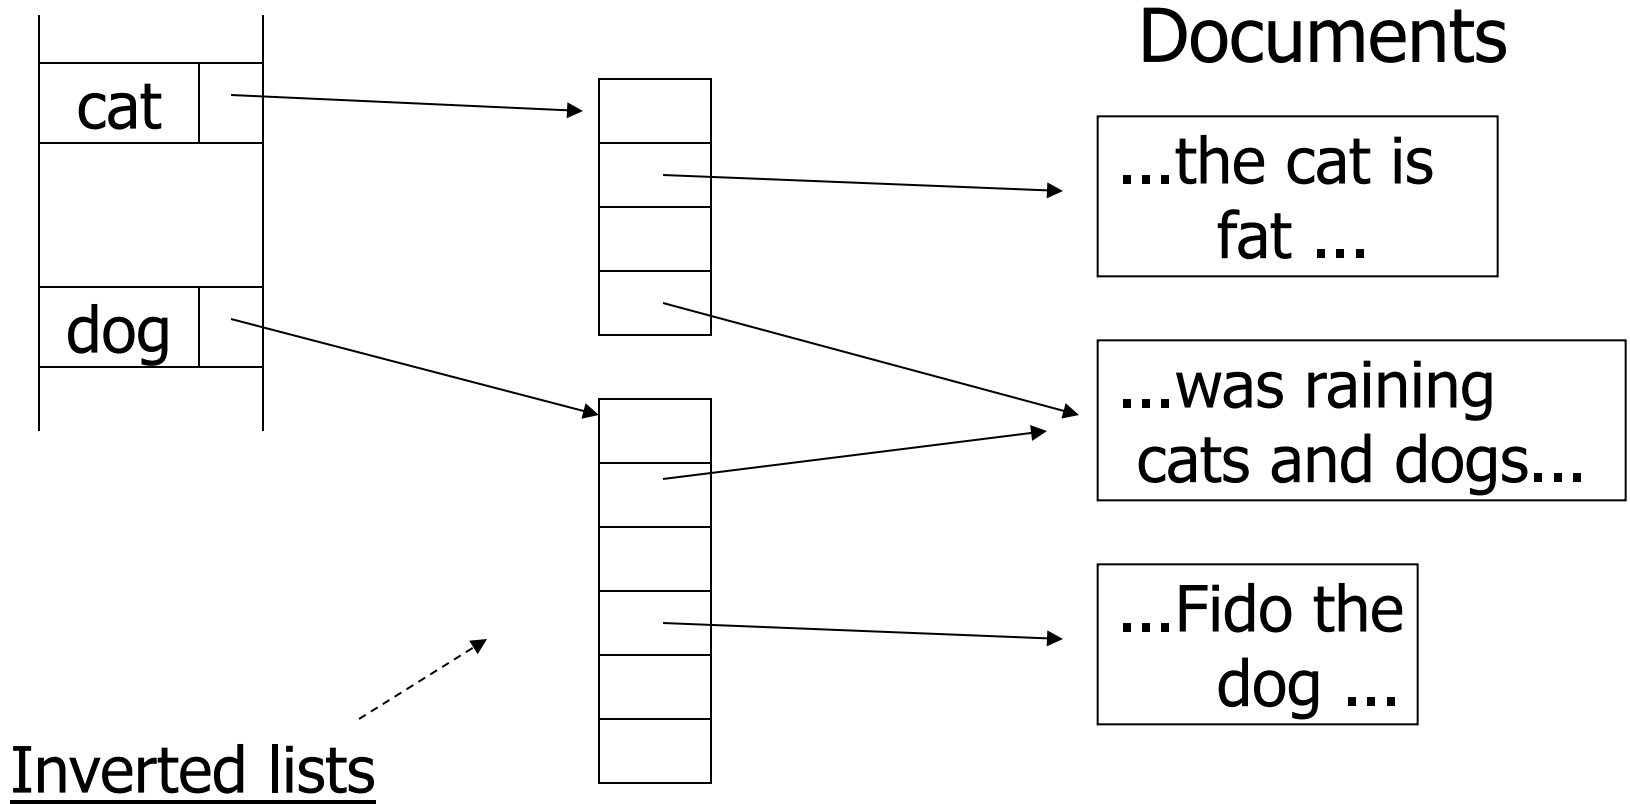 Documents
cat
...the cat is
fat ...
dog
...was raining
cats and dogs...
...Fido the
dog ...
Inverted lists